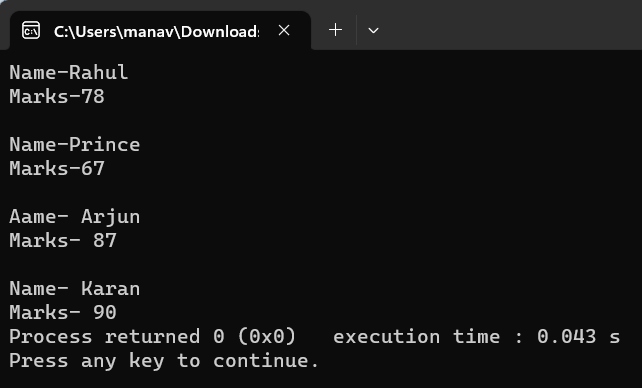 C:\Users\manav\Download
Name-Rahul
Marks-78
Name-Prince
Marks-67
Aame- Arjun
Marks- 87
Name- Karan
Marks- 90
Process returned 0 (0x0)   execution time : 0.043 s
Press any key to continue.